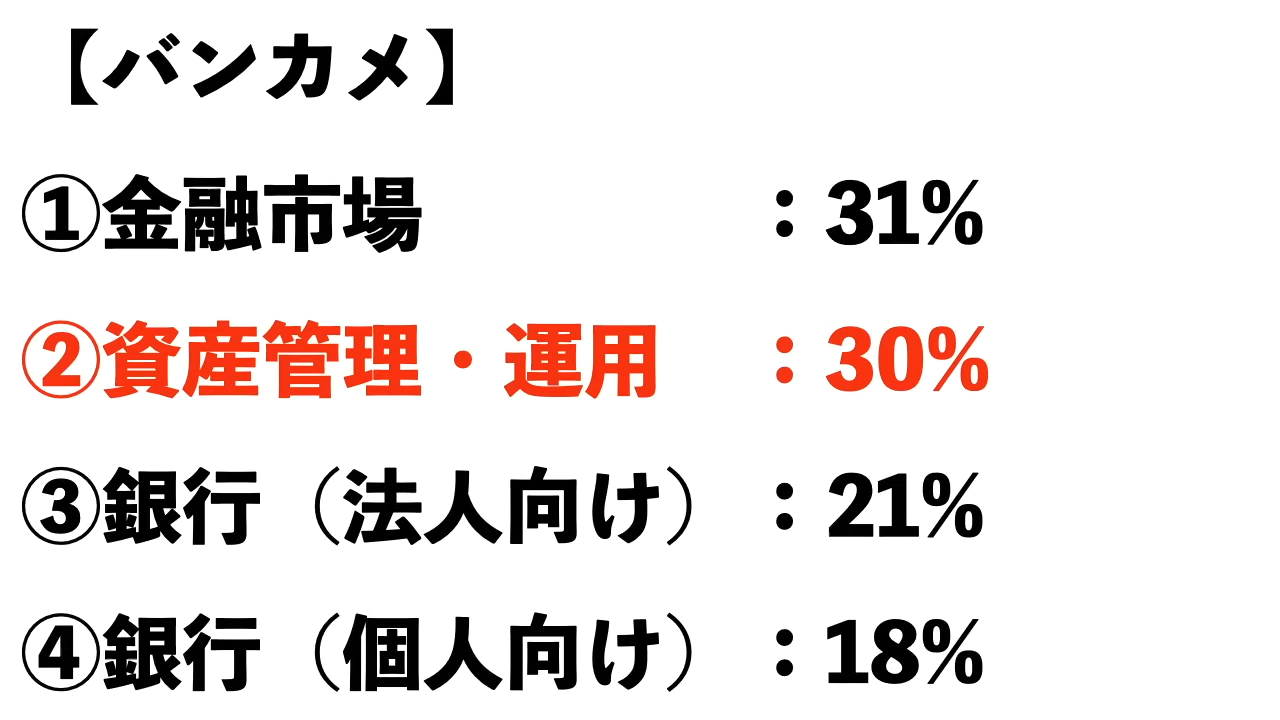 【バンカメ】
①金融市場：31%
②資産管理・運用：30%
③銀行（法人向け）：21%
④銀行（個人向け）：18%